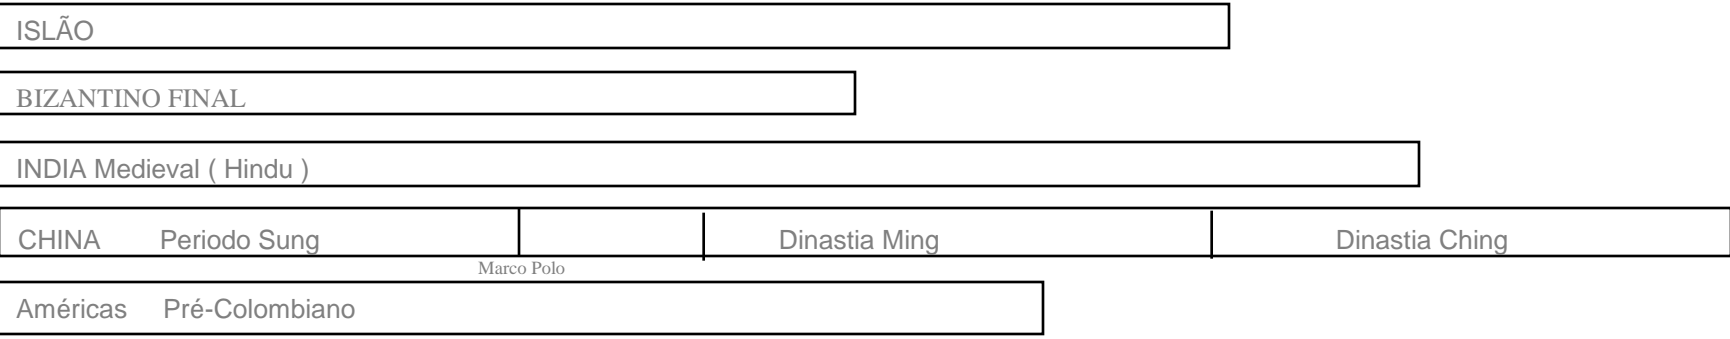 ISLÃO
BIZANTINO FINAL
INDIA Medieval ( Hindu )
CHINA Periodo Sung Dinastia Ming Dinastia Ching
Marco Polo
Américas Pré-Colombiano